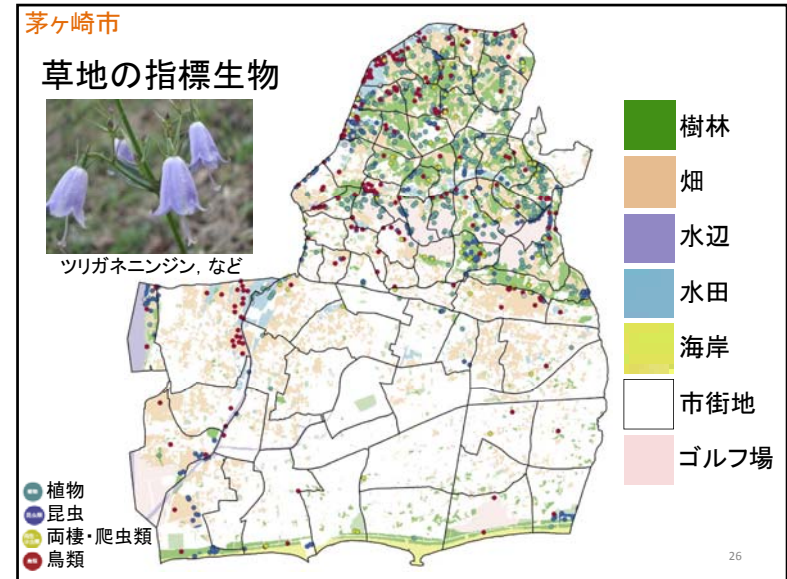 茅ヶ崎市
草地の指標生物
ツリガネニンジン, など
樹林
畑
水辺
水田
海岸
市街地
ゴルフ場
植物
昆虫
両棲・爬虫類
鳥類
26